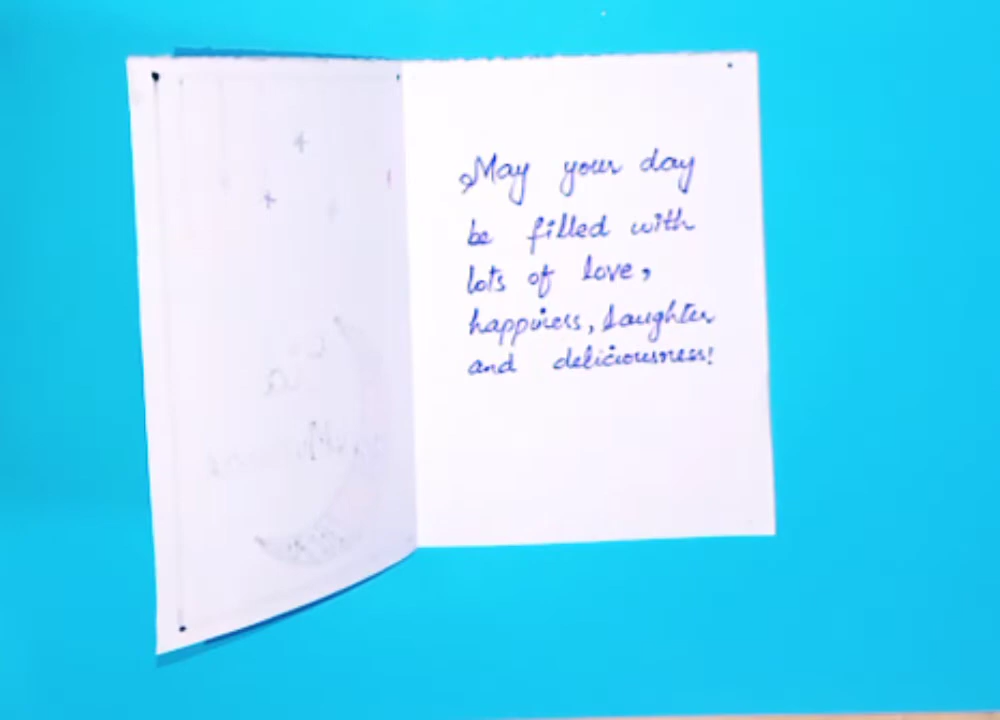 May your day
be filled with
lots of love,
happiness, laughter
and deliciousness!